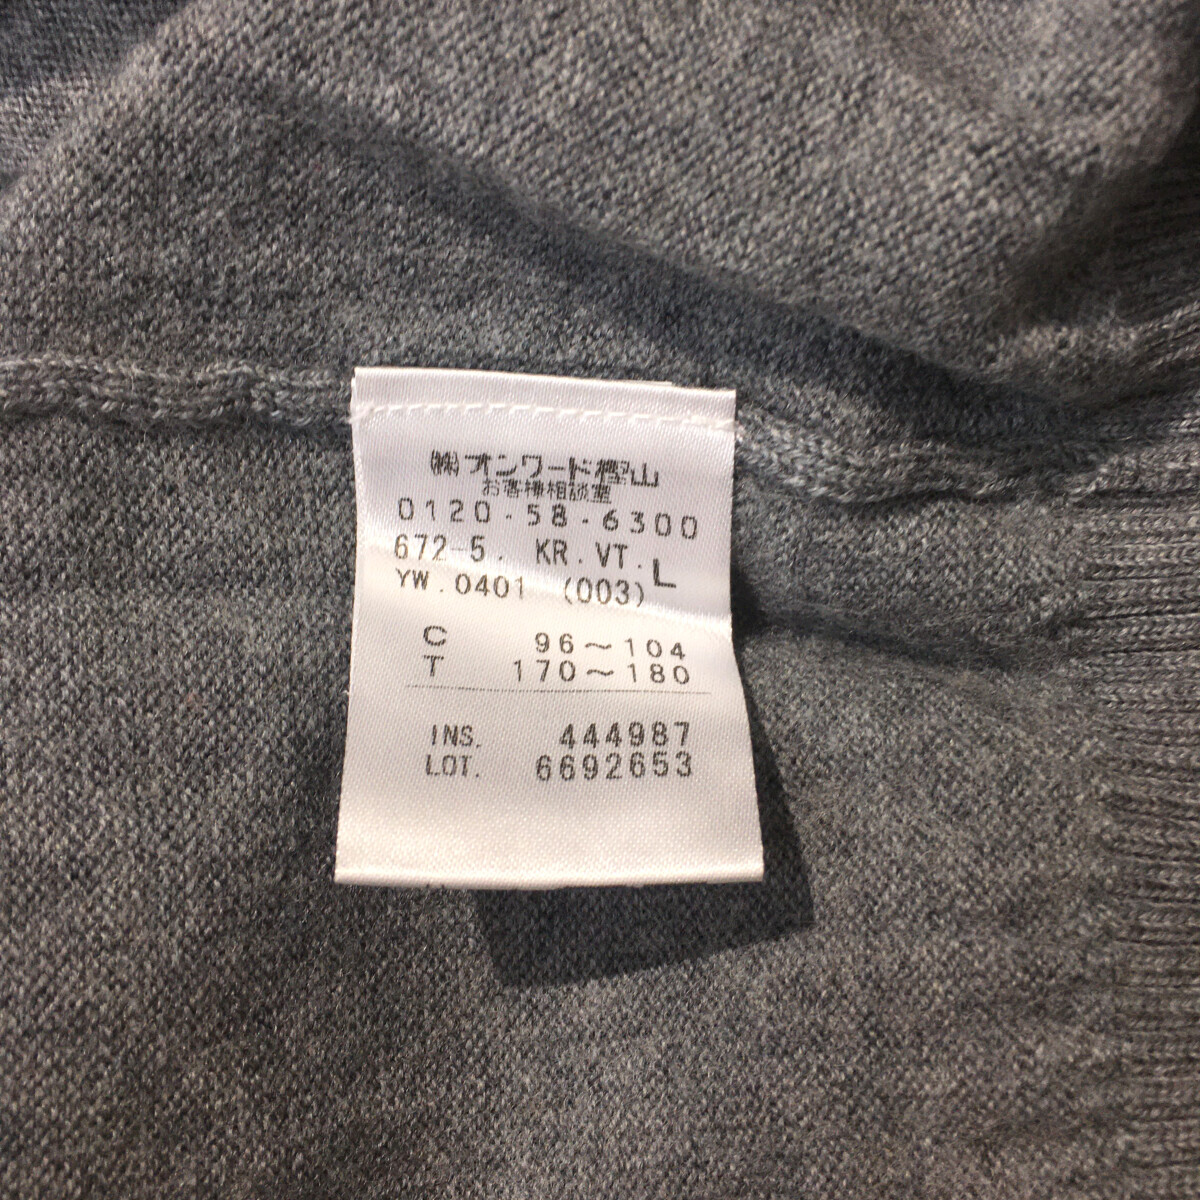 ㈱オンワード樫山
お客様相談室
0120-58-6300
672-5. KR.VT. L
YW.0401 (003)
C 96～104
T 170～180
INS. 444987
LOT. 6692653